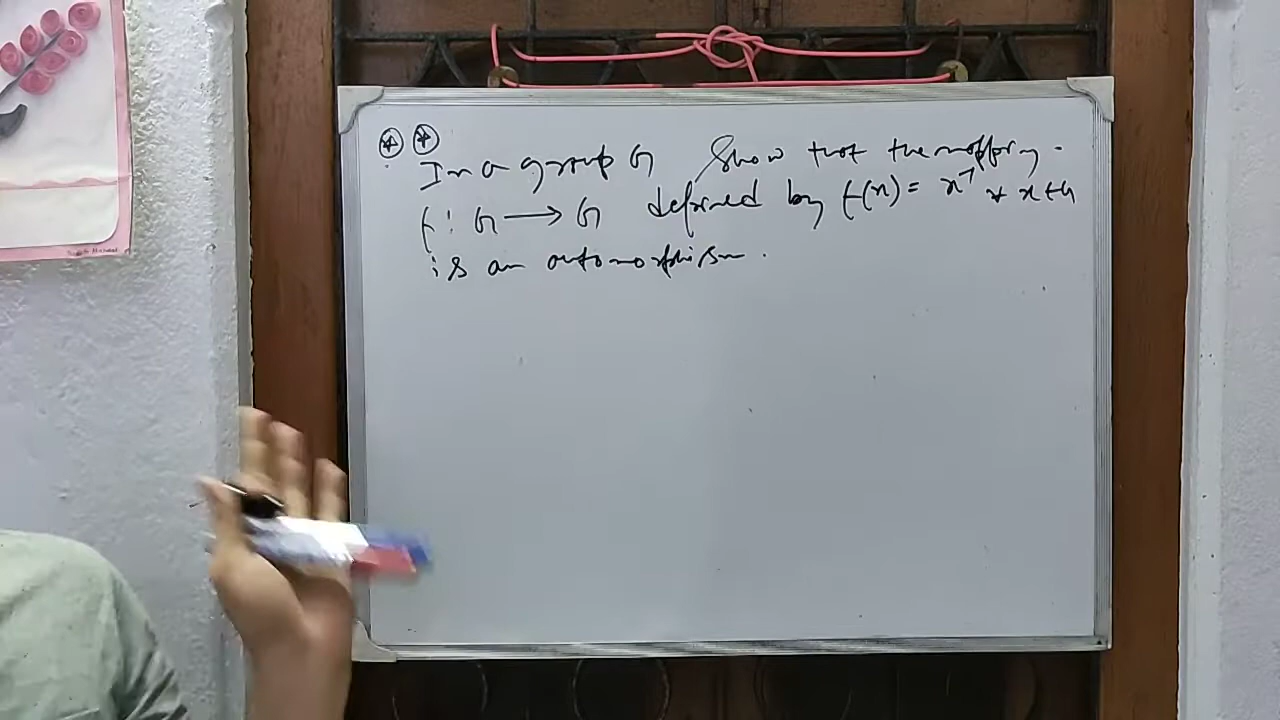 In a group G show that the mapping.
f : G → G defined by f(x) = x⁻¹ ∀ x ∈ G
is an automorphism.